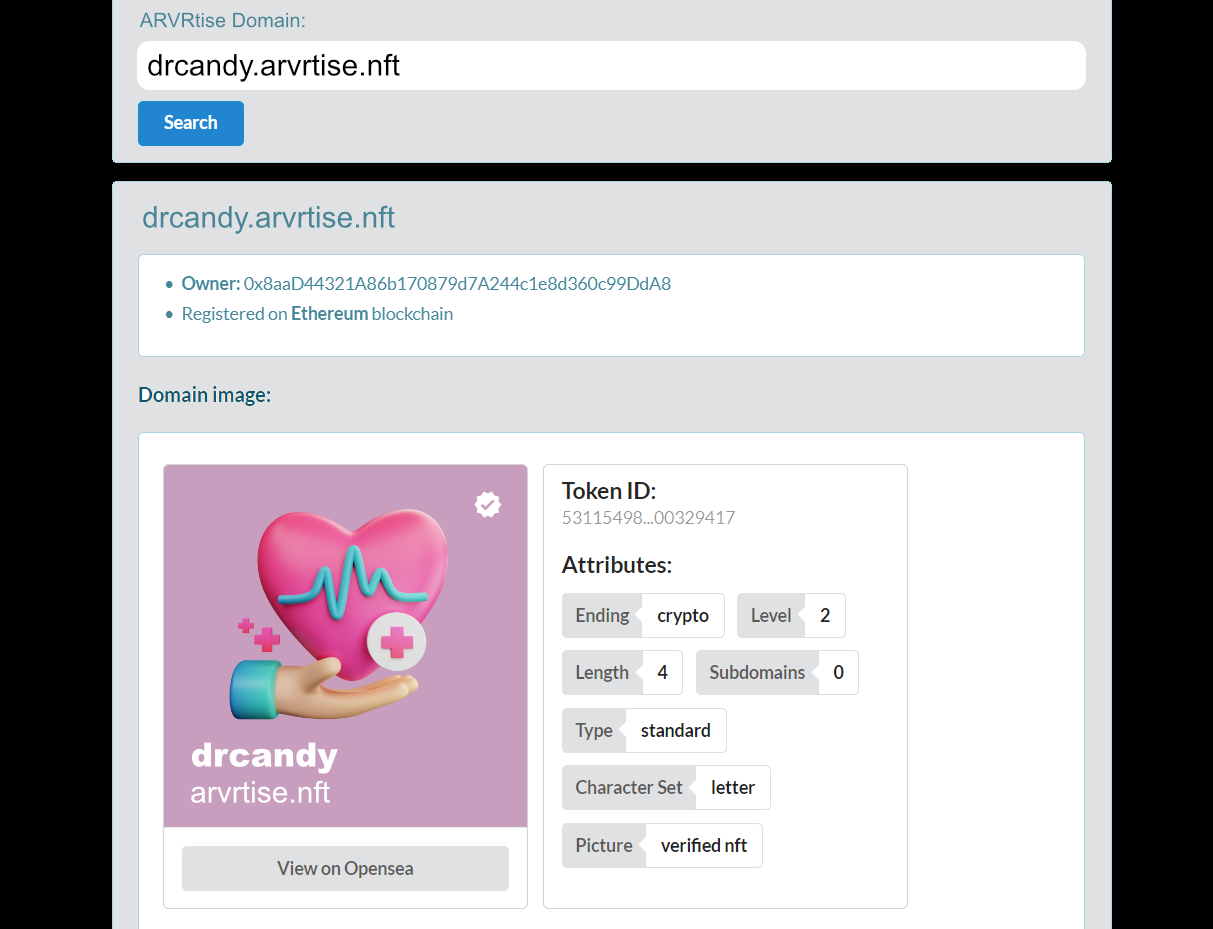 ARVRtise Domain:
drcandy.arvrtise.nft
Search
drcandy.arvrtise.nft
• Owner: 0x8aaD44321A86b170879d7A244c1e8d360c99DdA8
• Registered on Ethereum blockchain
Domain image:
drcandy
arvrtise.nft
View on Opensea
Token ID:
53115498...00329417
Attributes:
Ending crypto Level 2
Length 4 Subdomains 0
Type standard
Character Set letter
Picture verified nft